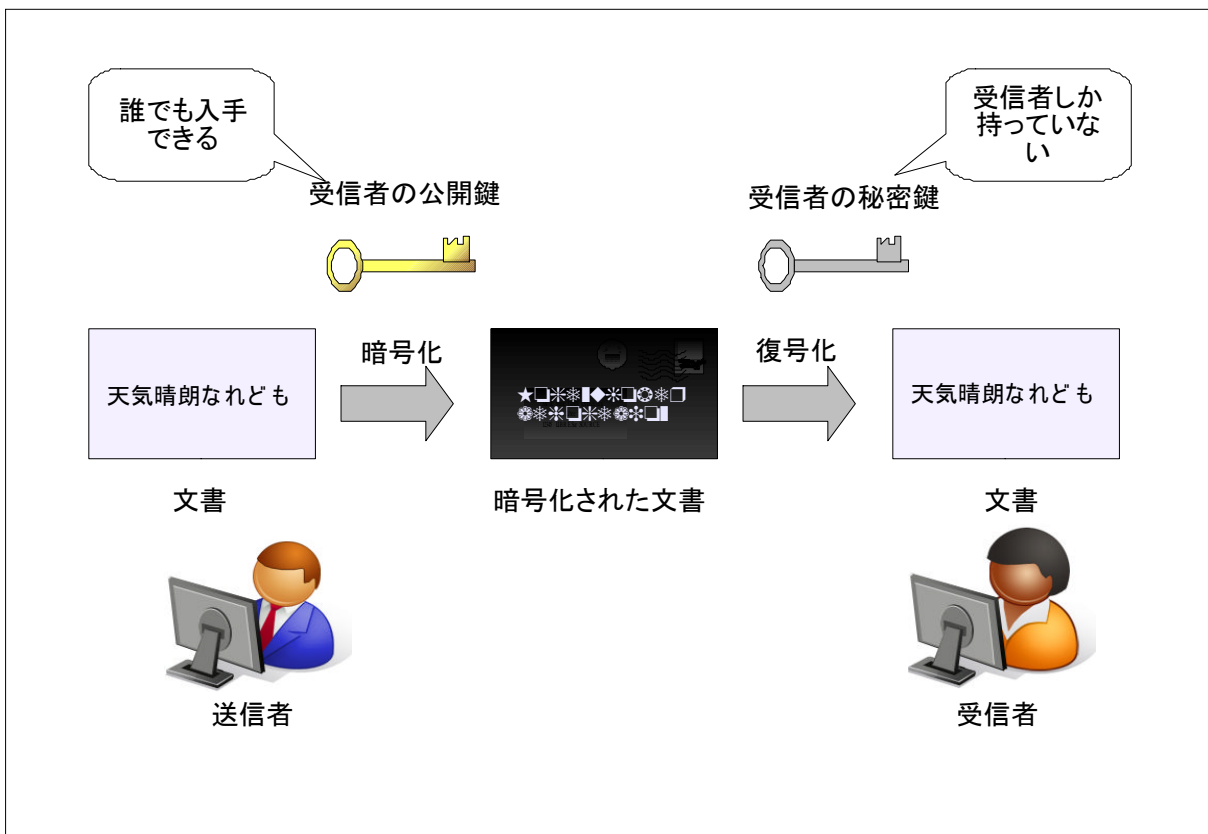 誰でも入手
できる
受信者しか
持っていな
い
受信者の公開鍵
受信者の秘密鍵
天気晴朗なれども
暗号化
復号化
天気晴朗なれども
文書
暗号化された文書
文書
送信者
受信者